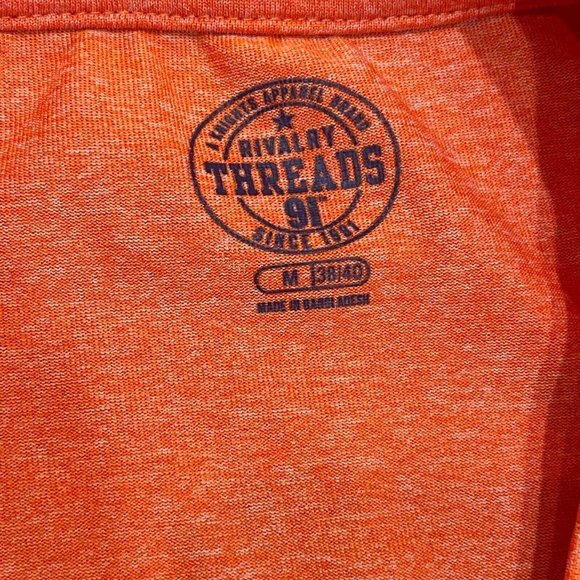 KNIGHTS APPAREL BRAND
RIVALRY
THREADS
91
SINCE 1991
M 38/40
MADE IN BANGLADESH